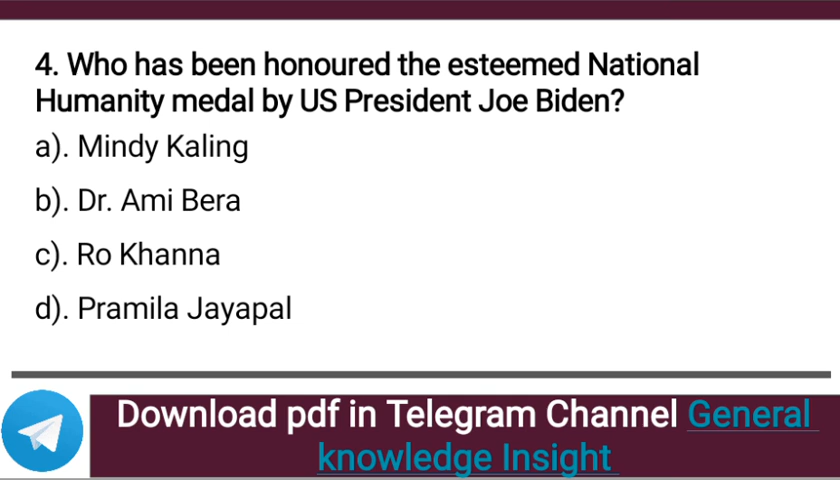 4. Who has been honoured the esteemed National
Humanity medal by US President Joe Biden?
a). Mindy Kaling
b). Dr. Ami Bera
c). Ro Khanna
d). Pramila Jayapal
Download pdf in Telegram Channel General
knowledge Insight